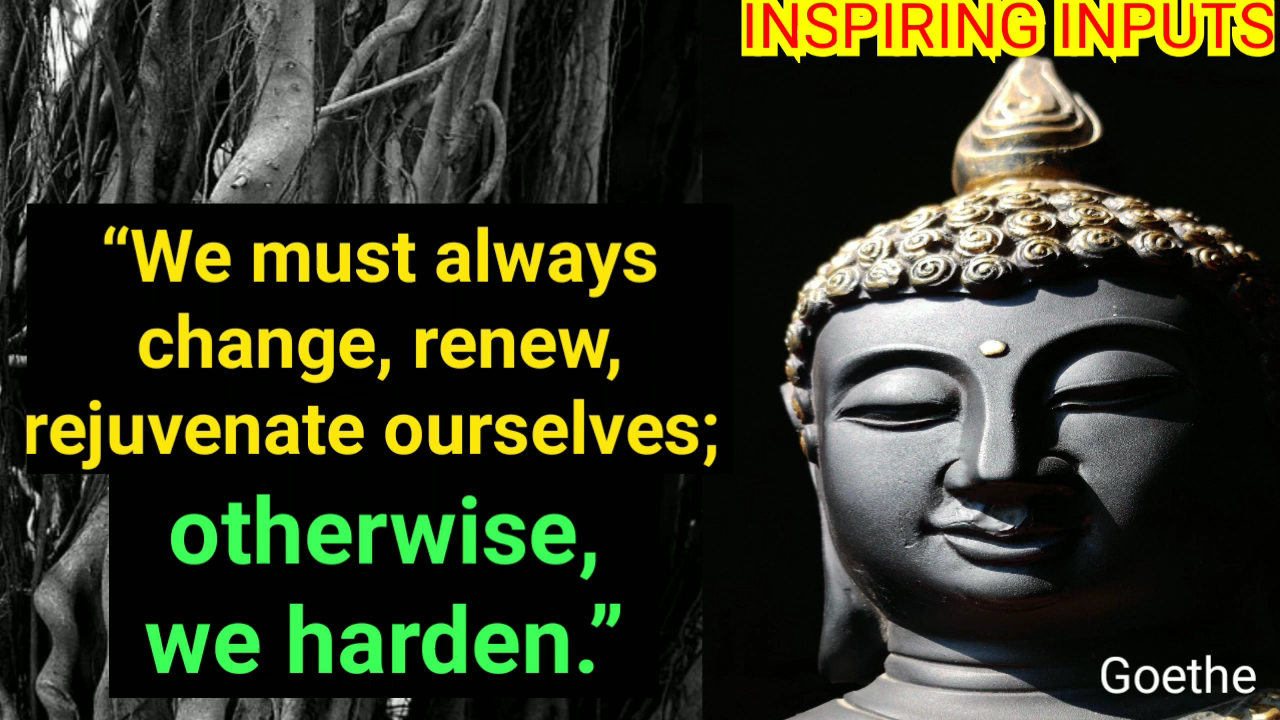 INSPIRING INPUTS
“We must always
change, renew,
rejuvenate ourselves;
otherwise,
we harden.”
Goethe